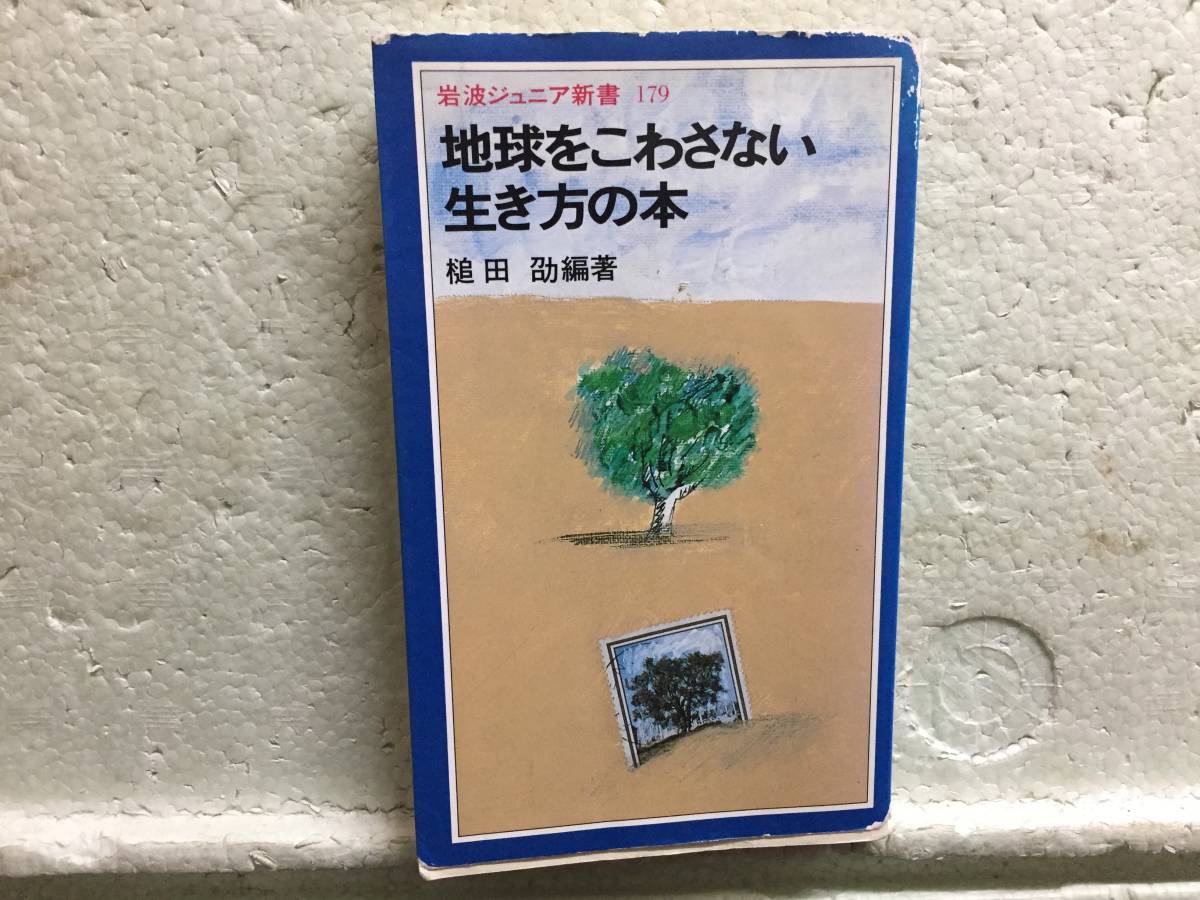 岩波ジュニア新書 179
地球をこわさない
生き方の本
槌田 劭編著